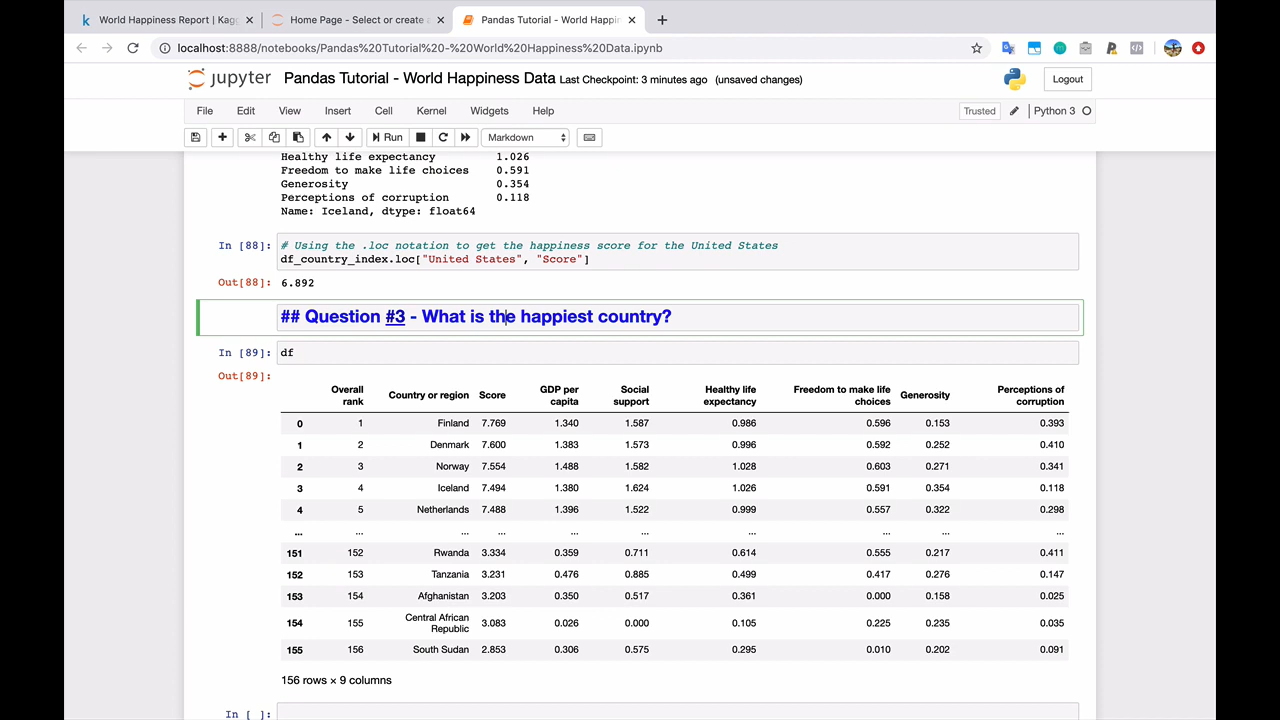 World Happiness Report | Kagg
Home Page - Select or create a
Pandas Tutorial - World Happin
localhost:8888/notebooks/Pandas%20Tutorial%20-%20World%20Happiness%20Data.ipynb
jupyter Pandas Tutorial - World Happiness Data Last Checkpoint: 3 minutes ago (unsaved changes) Logout
File Edit View Insert Cell Kernel Widgets Help Trusted Python 3
Run Markdown
Healthy life expectancy 1.026
Freedom to make life choices 0.591
Generosity 0.354
Perceptions of corruption 0.118
Name: Iceland, dtype: float64
In [88]: # Using the .loc notation to get the happiness score for the United States
df_country_index.loc["United States", "Score"]
Out[88]: 6.892
## Question #3 - What is the happiest country?
In [89]: df
Out[89]:
Overall rank Country or region Score GDP per capita Social support Healthy life expectancy Freedom to make life choices Generosity Perceptions of corruption
0 1 Finland 7.769 1.340 1.587 0.986 0.596 0.153 0.393
1 2 Denmark 7.600 1.383 1.573 0.996 0.592 0.252 0.410
2 3 Norway 7.554 1.488 1.582 1.028 0.603 0.271 0.341
3 4 Iceland 7.494 1.380 1.624 1.026 0.591 0.354 0.118
4 5 Netherlands 7.488 1.396 1.522 0.999 0.557 0.322 0.298
... ... ... ... ... ... ... ... ... ...
151 152 Rwanda 3.334 0.359 0.711 0.614 0.555 0.217 0.411
152 153 Tanzania 3.231 0.476 0.885 0.499 0.417 0.276 0.147
153 154 Afghanistan 3.203 0.350 0.517 0.361 0.000 0.158 0.025
154 155 Central African Republic 3.083 0.026 0.000 0.105 0.225 0.235 0.035
155 156 South Sudan 2.853 0.306 0.575 0.295 0.010 0.202 0.091
156 rows × 9 columns
In [ ]: